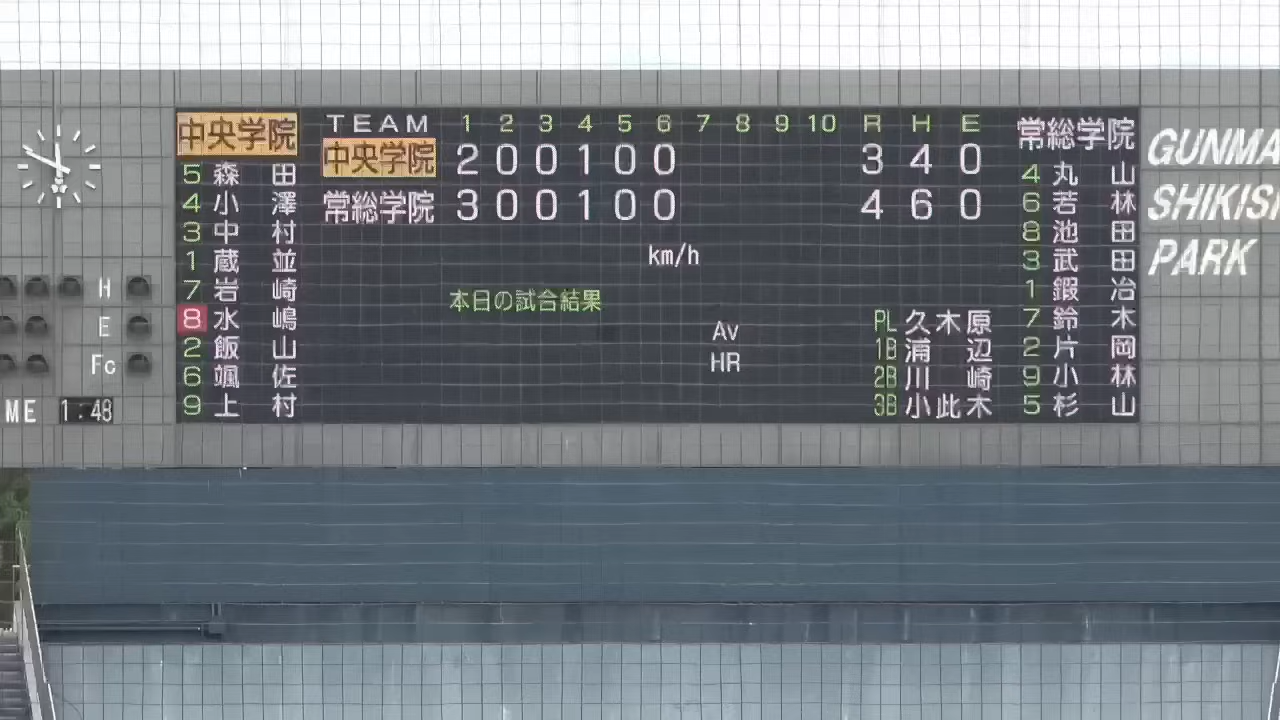 中央学院 TEAM 1 2 3 4 5 6 7 8 9 10 R H E 常総学院
中央学院 2 0 0 1 0 0 3 4 0
常総学院 3 0 0 1 0 0 4 6 0
5 森田
4 小澤
3 中村
1 蔵並
7 岩崎
8 水嶋
2 飯山
6 颯佐
9 上村
km/h
本日の試合結果
Av
HR
PL 久木原
1B 浦辺
2B 川崎
3B 小此木
4 丸山
6 若林
8 池田
3 武田
1 鍜冶
7 鈴木
2 片岡
9 小林
5 杉山
H
E
Fc
ME 1:48
GUNMA
SHIKISH
PARK